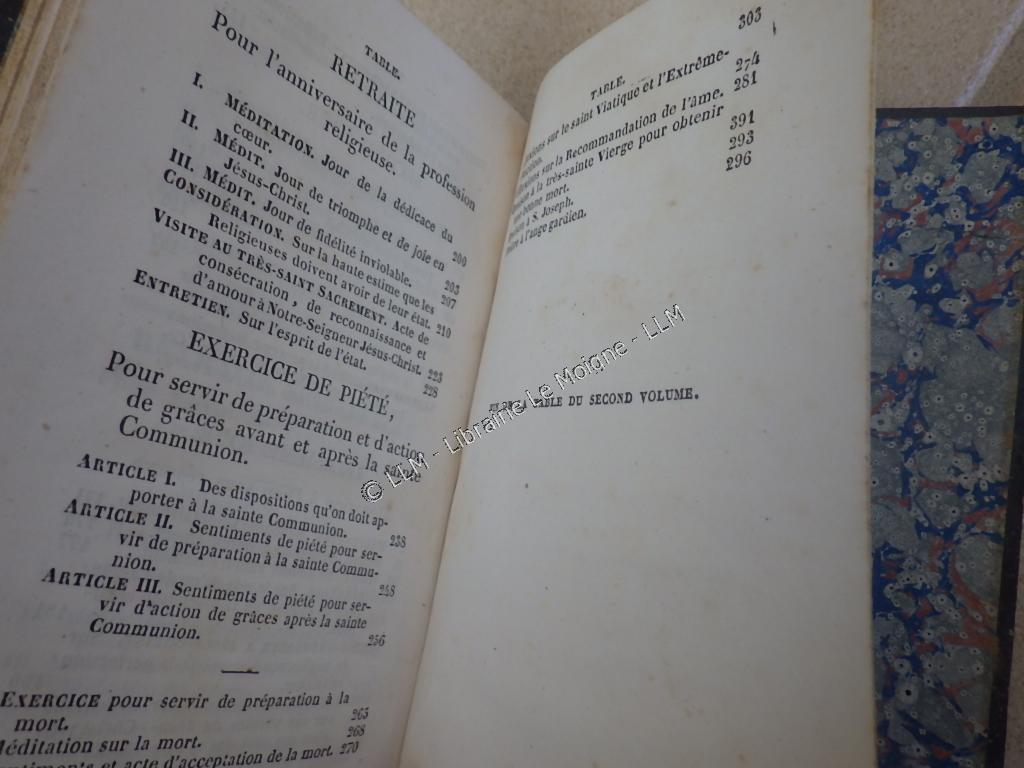 TABLE.
RETRAITE
Pour l'anniversaire de la profession
religieuse.
I. MÉDITATION. Jour de la dédicace du
cœur. 200
II. MÉDIT. Jour de triomphe et de joie en
Jésus-Christ. 203
III. MÉDIT. Jour de fidélité inviolable. 207
CONSIDÉRATION. Sur la haute estime que les
Religieuses doivent avoir de leur état. 210
VISITE AU TRÈS-SAINT SACREMENT. Acte de
consécration, de reconnaissance et
d'amour à Notre-Seigneur Jésus-Christ. 223
ENTRETIEN. Sur l'esprit de l'état. 228
EXERCICE DE PIÉTÉ,
Pour servir de préparation et d'action
de grâces avant et après la sainte
Communion.
ARTICLE I. Des dispositions qu'on doit ap-
porter à la sainte Communion. 238
ARTICLE II. Sentiments de piété pour ser-
vir de préparation à la sainte Commu-
nion. 248
ARTICLE III. Sentiments de piété pour ser-
vir d'action de grâces après la sainte
Communion. 256
EXERCICE pour servir de préparation à la
mort. 265
Méditation sur la mort. 268
et acte d'acceptation de la mort. 270
TABLE. 303
sur le saint Viatique et l'Extrême-
274
sur la Recommandation de l'âme. 281
à la très-sainte Vierge pour obtenir
bonne mort. 391
à S. Joseph. 293
à l'ange gardien. 296
TABLE DU SECOND VOLUME.
© LLM - Librairie Le Moigne - LLM